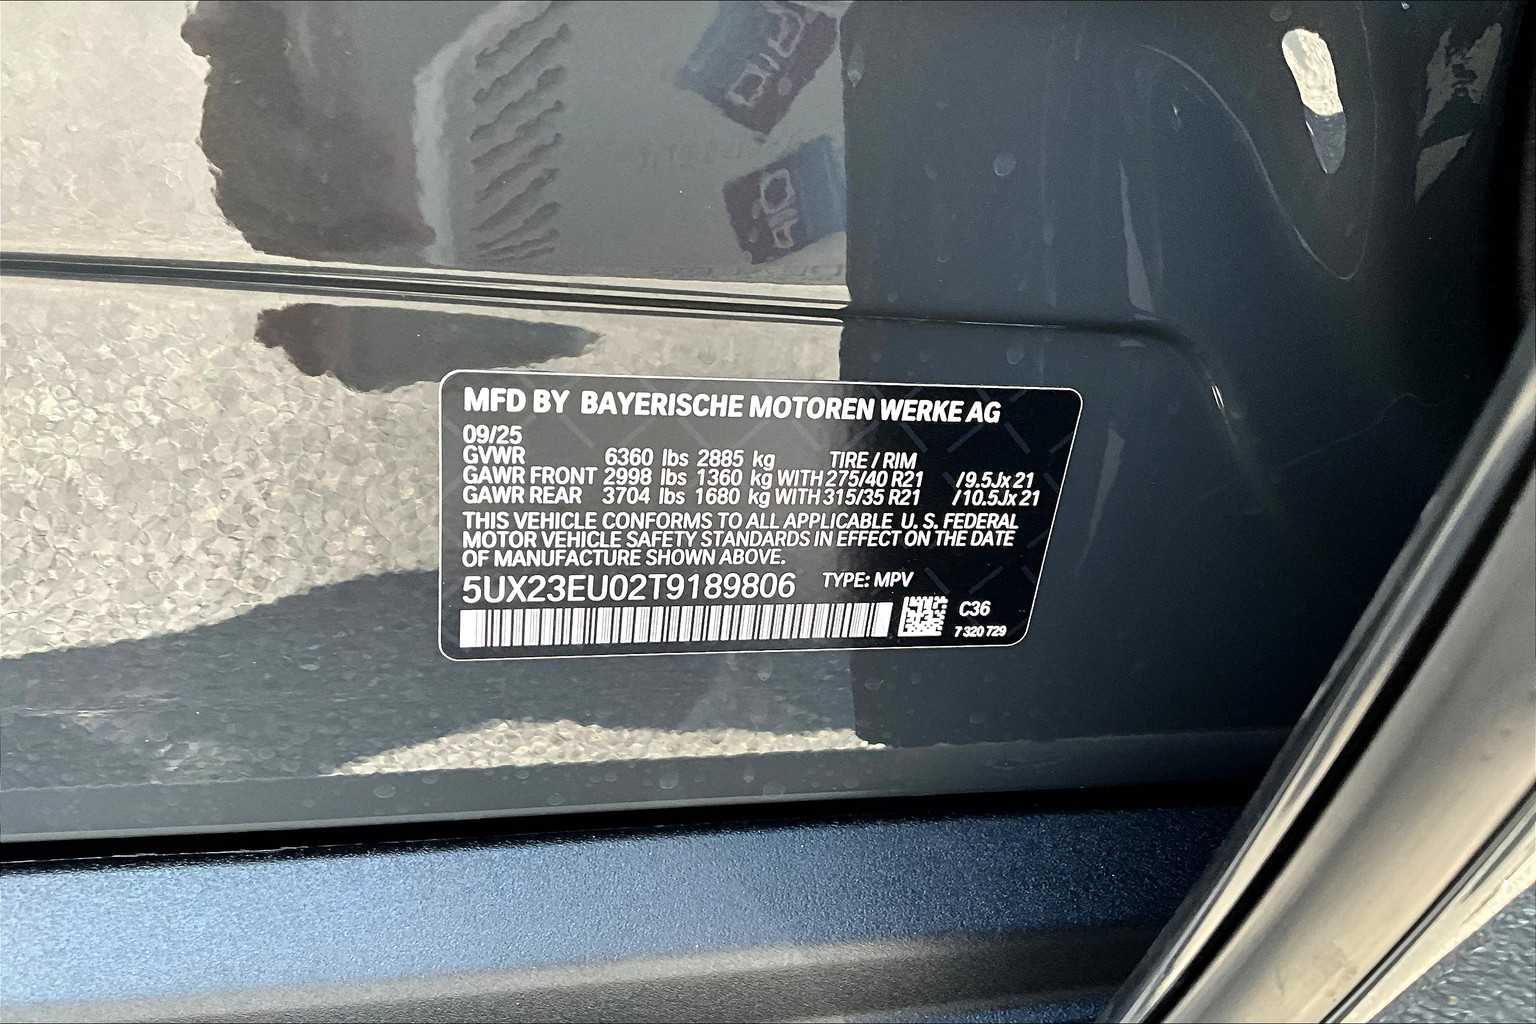 MFD BY BAYERISCHE MOTOREN WERKE AG
09/25
GVWR 6360 lbs 2885 kg TIRE / RIM
GAWR FRONT 2998 lbs 1360 kg WITH 275/40 R21 /9.5Jx21
GAWR REAR 3704 lbs 1680 kg WITH 315/35 R21 /10.5Jx21
THIS VEHICLE CONFORMS TO ALL APPLICABLE U. S. FEDERAL
MOTOR VEHICLE SAFETY STANDARDS IN EFFECT ON THE DATE
OF MANUFACTURE SHOWN ABOVE.
5UX23EU02T9189806 TYPE: MPV
C36
7 320 729